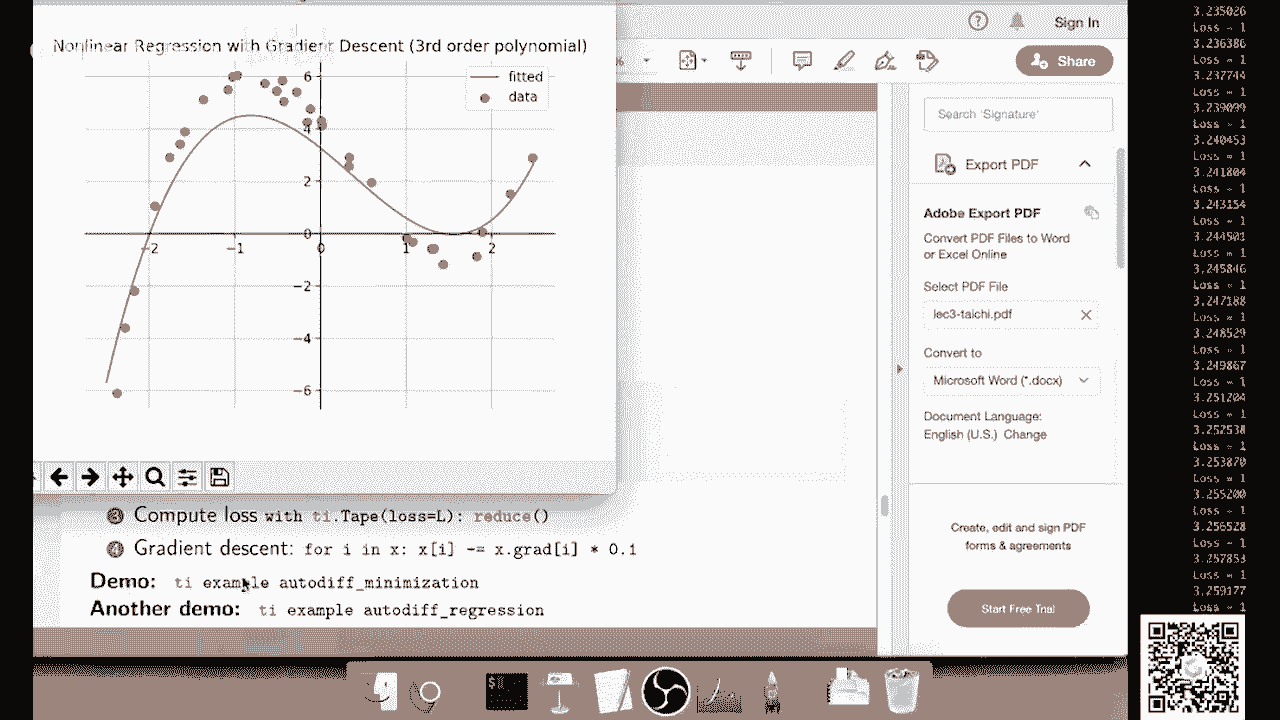 Nonlinear Regression with Gradient Descent (3rd order polynomial)
fitted
data
6
4
2
0
−2
−4
−6
−2
−1
0
1
2
3 Compute loss with ti.Tape(loss=L): reduce()
4 Gradient descent: for i in x: x[i] -= x.grad[i] * 0.1
Demo: ti example autodiff_minimization
Another demo: ti example autodiff_regression
Sign In
Share
Search 'Signature'
Export PDF
Adobe Export PDF
Convert PDF Files to Word
or Excel Online
Select PDF File
lec3-taichi.pdf
Convert to
Microsoft Word (*.docx)
Document Language:
English (U.S.) Change
Create, edit and sign PDF
forms & agreements
Start Free Trial
3.235026
Loss = 1
3.236386
Loss = 1
3.237744
Loss = 1
3.239099
Loss = 1
3.240453
Loss = 1
3.241804
Loss = 1
3.243154
Loss = 1
3.244501
Loss = 1
3.245846
Loss = 1
3.247188
Loss = 1
3.248529
Loss = 1
3.249867
Loss = 1
3.251204
Loss = 1
3.252538
Loss = 1
3.253870
Loss = 1
3.255200
Loss = 1
3.256528
Loss = 1
3.257853
Loss = 1
3.259177
Loss = 1